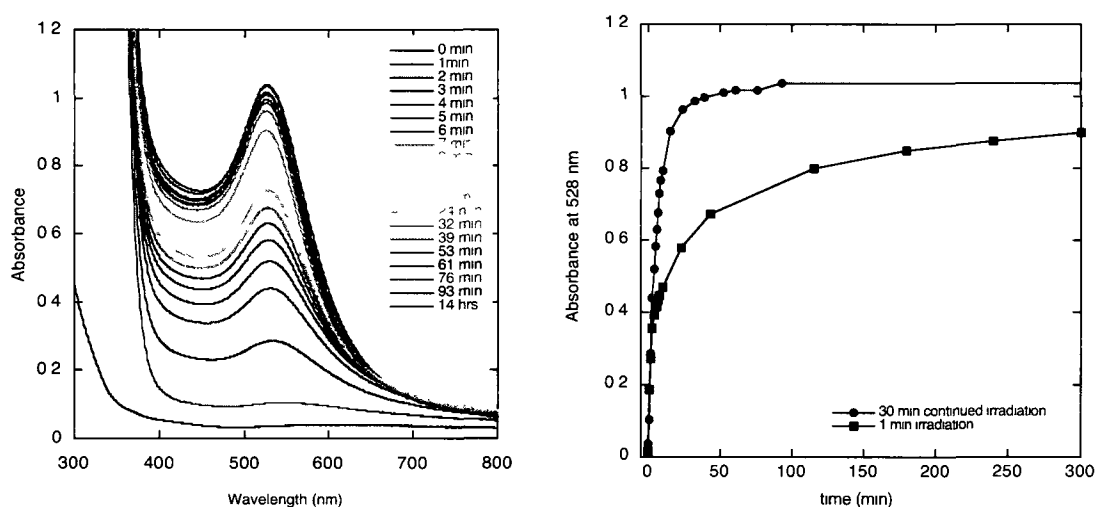 1 2
1
0 8
0 6
0 4
0 2
0
Absorbance
300
400
500
600
700
800
Wavelength (nm)
0 min
1min
2 min
3 min
4 min
5 min
6 min
32 min
39 min
53 min
61 min
76 min
93 min
14 hrs
1 2
1
0 8
0 6
0 4
0 2
0
Absorbance at 528 nm
0
50
100
150
200
250
300
time (min)
30 min continued irradiation
1 min irradiation